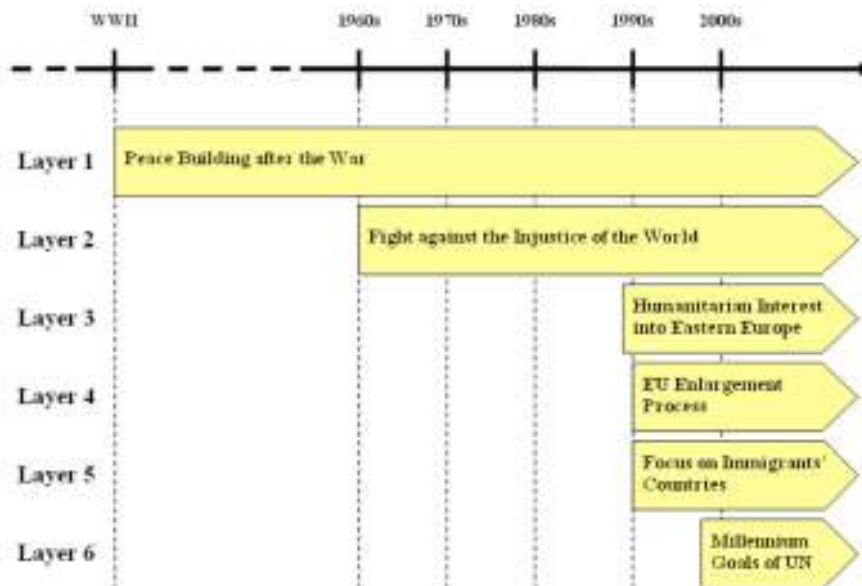 WWII 1960s 1970s 1980s 1990s 2000s
Layer 1 Peace Building after the War
Layer 2 Fight against the Injustice of the World
Layer 3 Humanitarian Interest
into Eastern Europe
Layer 4 EU Enlargement
Process
Layer 5 Focus on Immigrants'
Countries
Layer 6 Millennium
Goals of UN